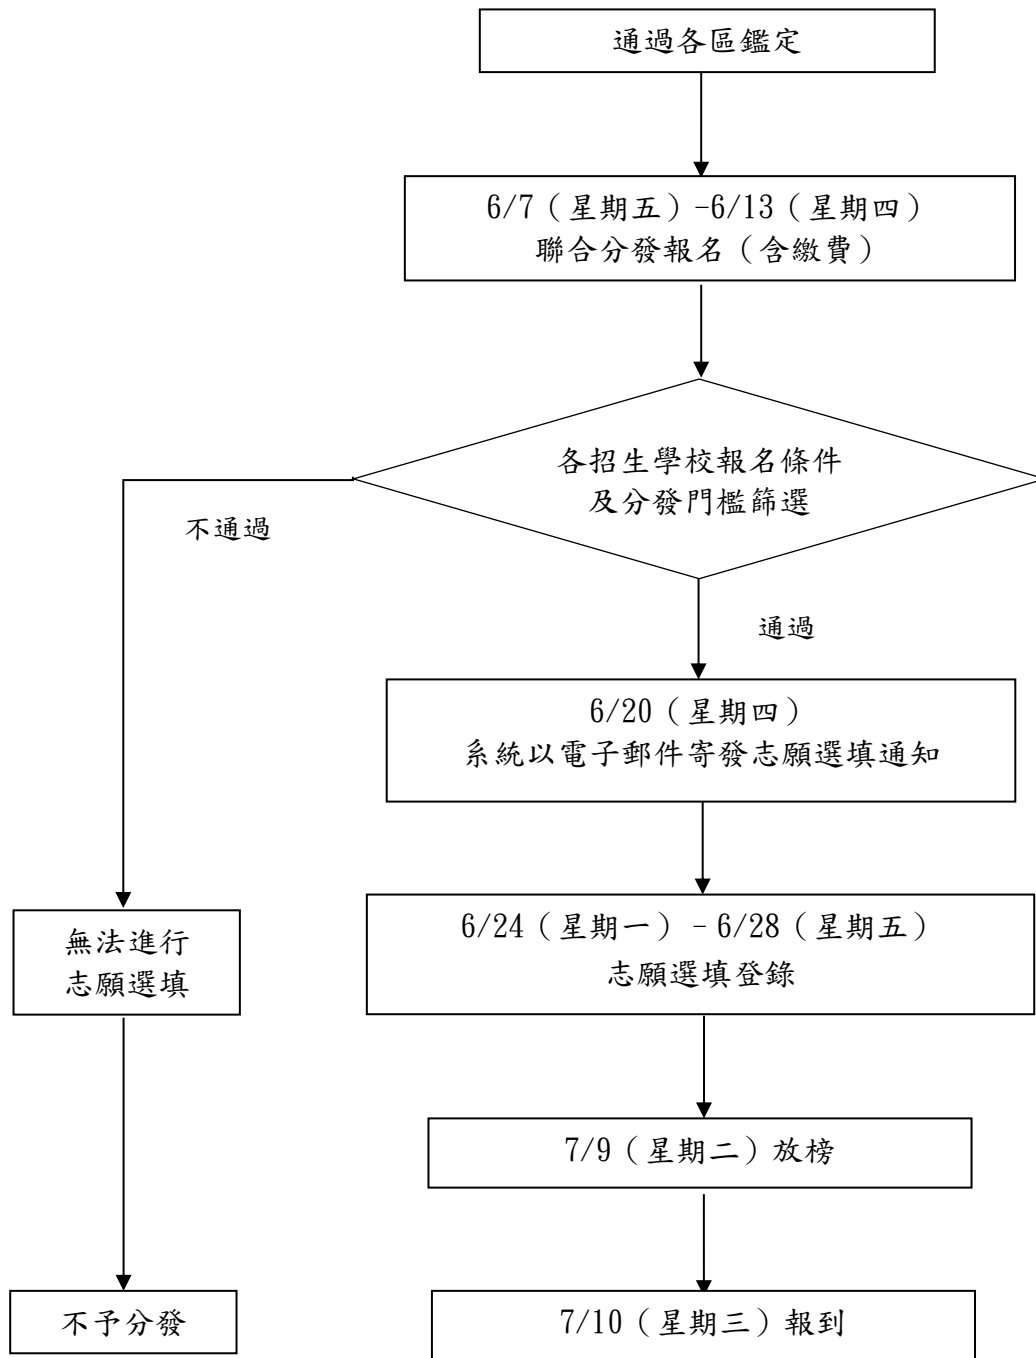 通過各區鑑定
6/7（星期五）-6/13（星期四）
聯合分發報名（含繳費）
各招生學校報名條件
及分發門檻篩選
不通過
通過
6/20（星期四）
系統以電子郵件寄發志願選填通知
無法進行
志願選填
6/24（星期一）－6/28（星期五）
志願選填登錄
7/9（星期二）放榜
不予分發
7/10（星期三）報到